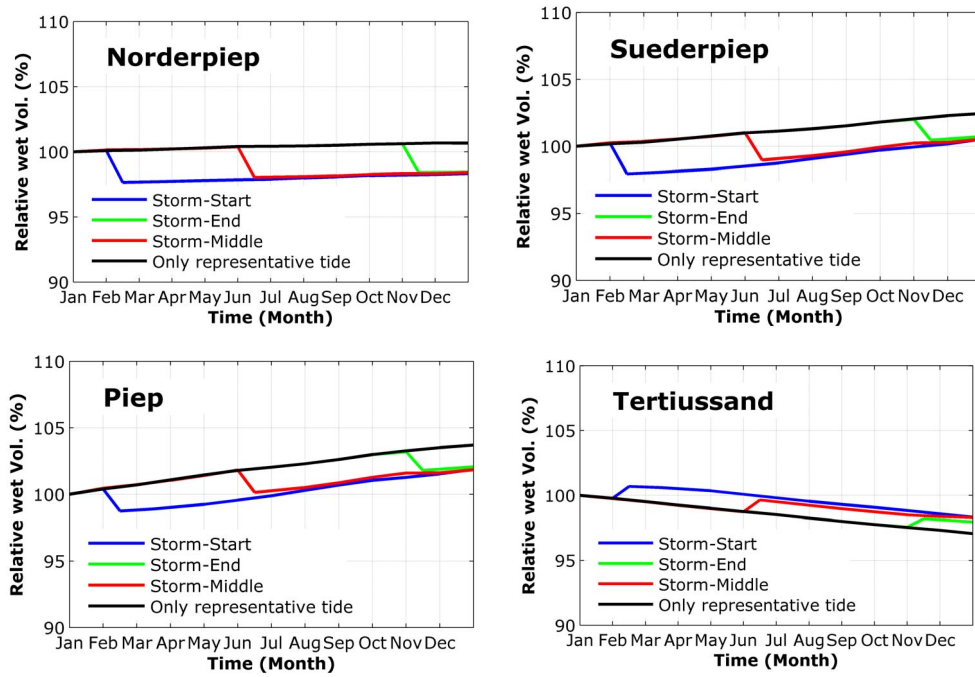 Norderpiep
Relative wet Vol. (%)
110
105
100
95
90
Storm-Start
Storm-End
Storm-Middle
Only representative tide
Jan Feb Mar Apr May Jun Jul Aug Sep Oct Nov Dec
Time (Month)
Suederpiep
Relative wet Vol. (%)
110
105
100
95
90
Storm-Start
Storm-End
Storm-Middle
Only representative tide
Jan Feb Mar Apr May Jun Jul Aug Sep Oct Nov Dec
Time (Month)
Piep
Relative wet Vol. (%)
110
105
100
95
90
Storm-Start
Storm-End
Storm-Middle
Only representative tide
Jan Feb Mar Apr May Jun Jul Aug Sep Oct Nov Dec
Time (Month)
Tertiussand
Relative wet Vol. (%)
110
105
100
95
90
Storm-Start
Storm-End
Storm-Middle
Only representative tide
Jan Feb Mar Apr May Jun Jul Aug Sep Oct Nov Dec
Time (Month)